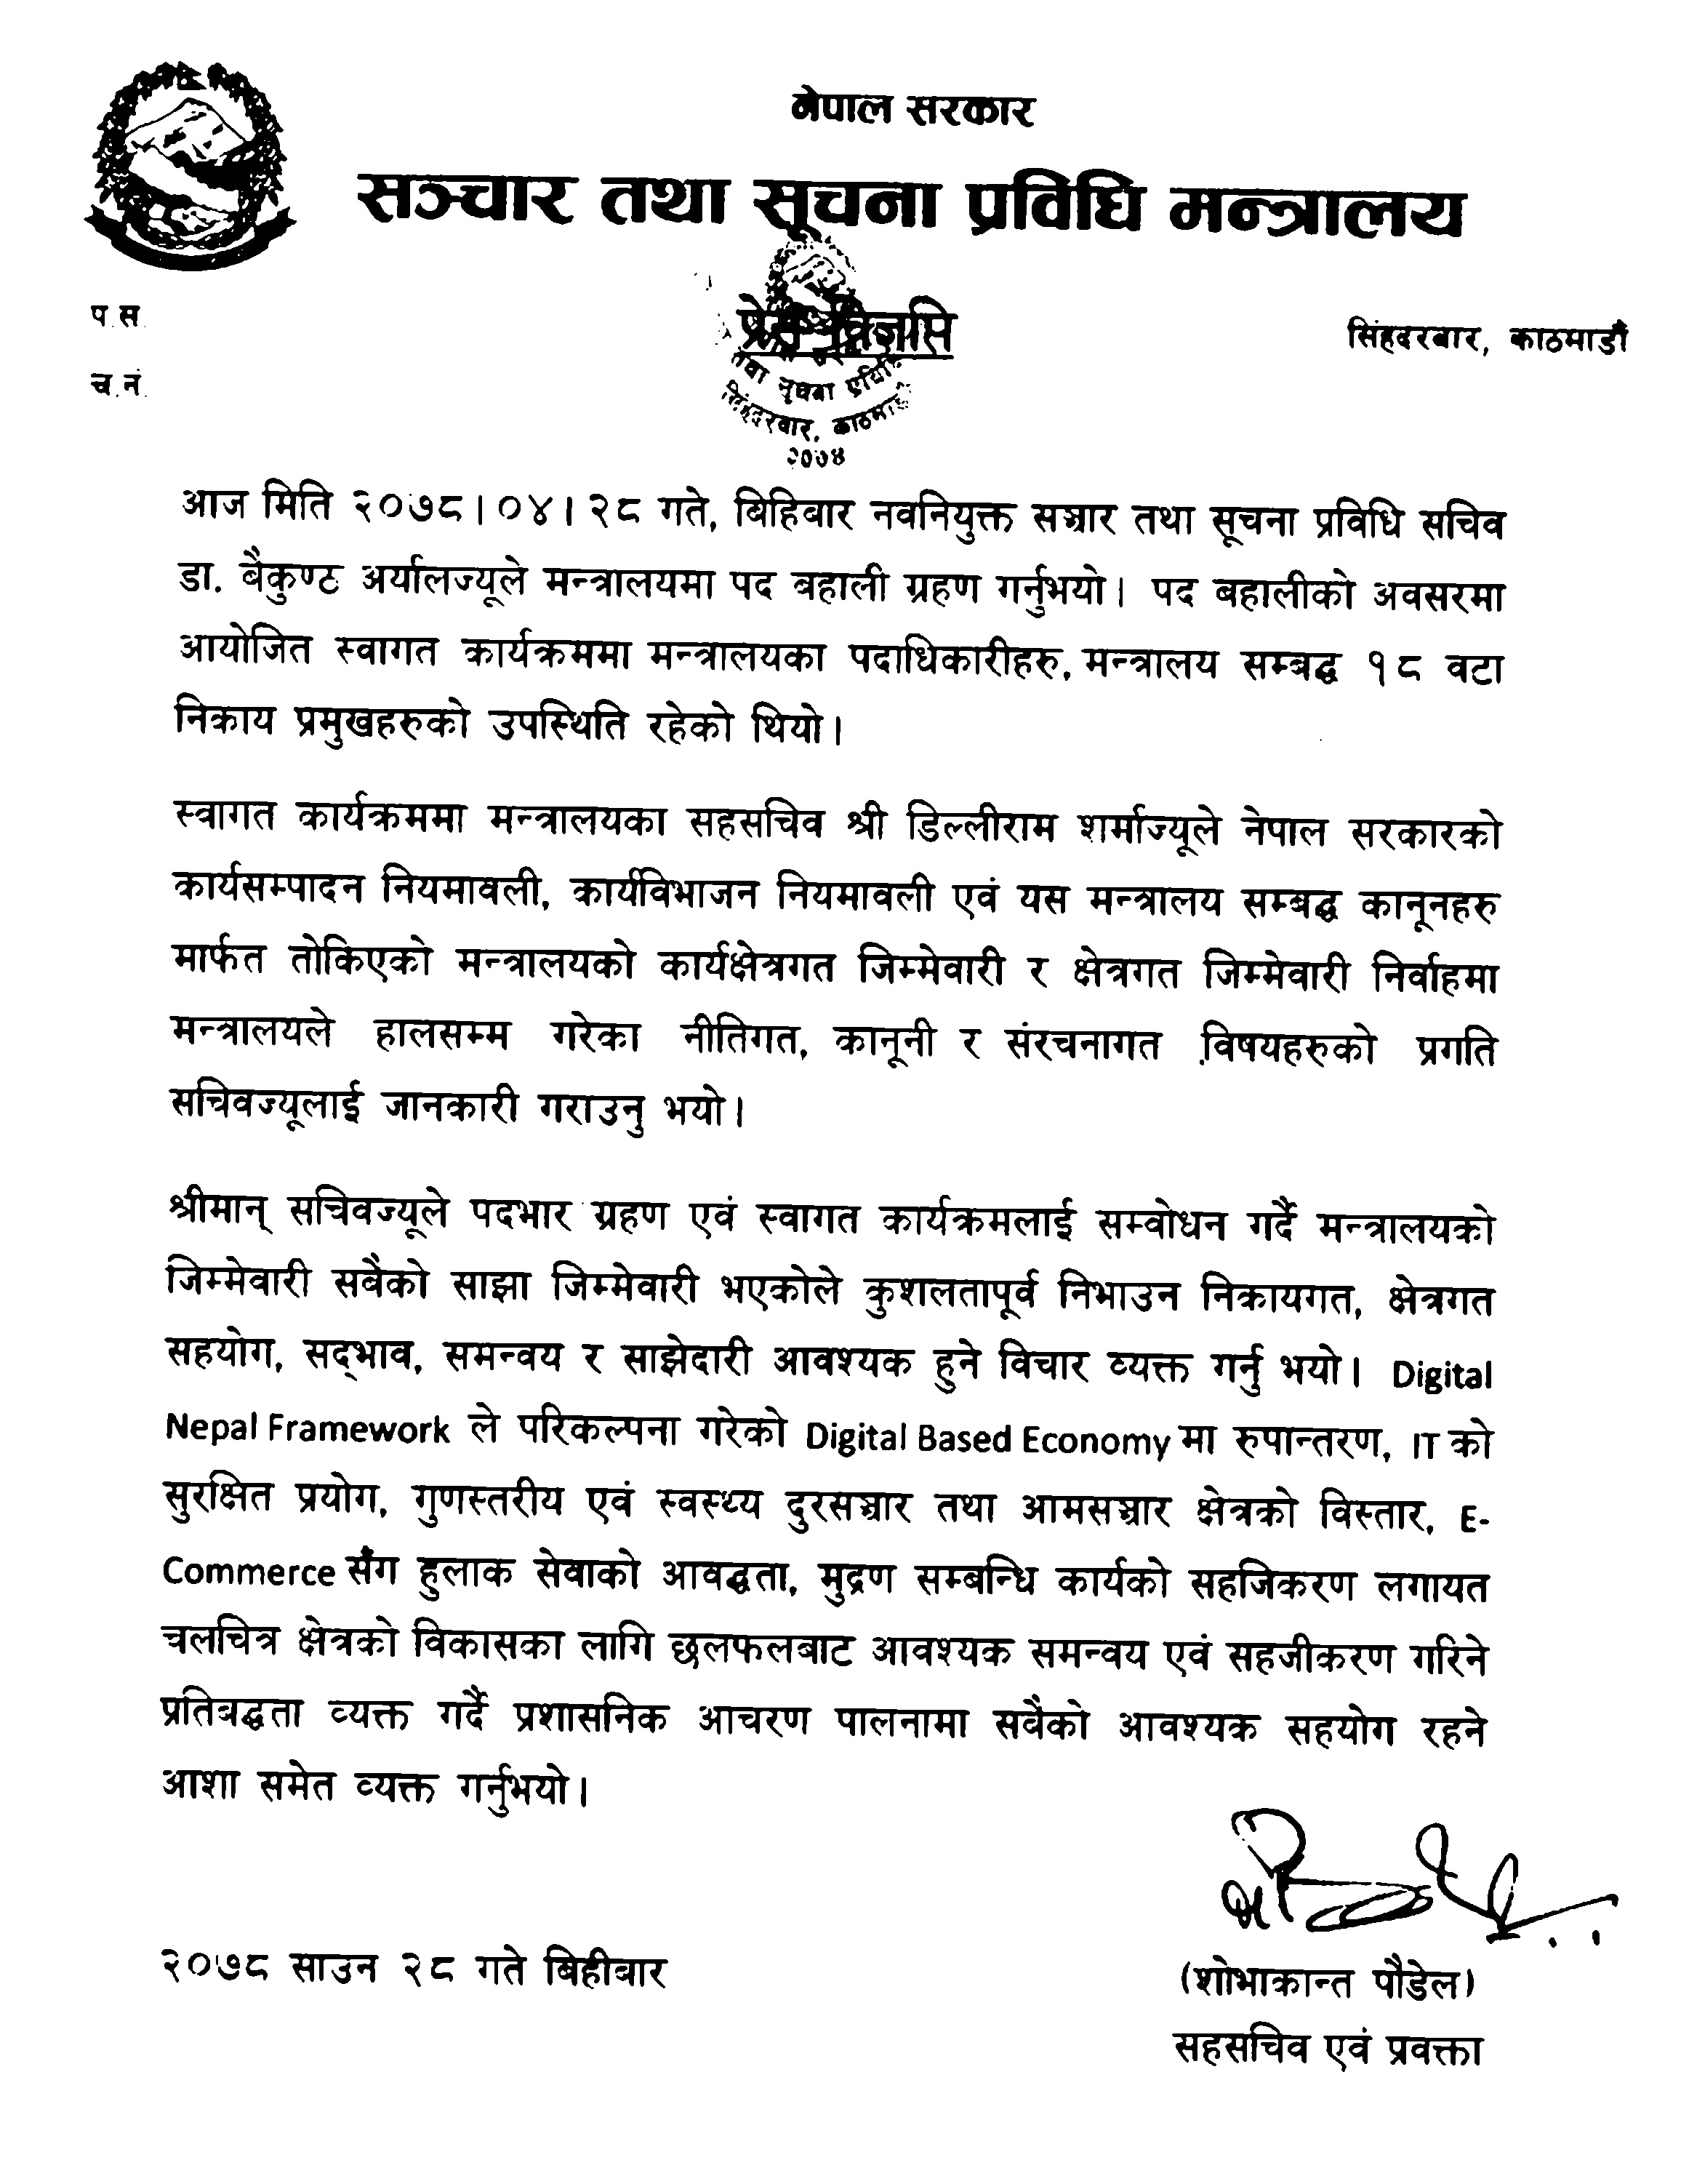 नेपाल सरकार
सञ्चार तथा सूचना प्रविधि मन्त्रालय
प.स.
प्रेस विज्ञप्ति
सिंहदरबार, काठमाडौं
च.नं.
तथा सूचना प्रविधि
सिंहदरबार, काठमाडौं
२०७४
आज मिति २०७८।०४।२८ गते, बिहिबार नवनियुक्त सञ्चार तथा सूचना प्रविधि सचिव
डा. बैकुण्ठ अर्यालज्यूले मन्त्रालयमा पद बहाली ग्रहण गर्नुभयो। पद बहालीको अवसरमा
आयोजित स्वागत कार्यक्रममा मन्त्रालयका पदाधिकारीहरु, मन्त्रालय सम्बद्ध १८ वटा
निकाय प्रमुखहरुको उपस्थिति रहेको थियो।
स्वागत कार्यक्रममा मन्त्रालयका सहसचिव श्री डिल्लीराम शर्माज्यूले नेपाल सरकारको
कार्यसम्पादन नियमावली, कार्यविभाजन नियमावली एवं यस मन्त्रालय सम्बद्ध कानूनहरु
मार्फत तोकिएको मन्त्रालयको कार्यक्षेत्रगत जिम्मेवारी र क्षेत्रगत जिम्मेवारी निर्वाहमा
मन्त्रालयले हालसम्म गरेका नीतिगत, कानूनी र संरचनागत विषयहरुको प्रगति
सचिवज्यूलाई जानकारी गराउनु भयो।
श्रीमान् सचिवज्यूले पदभार ग्रहण एवं स्वागत कार्यक्रमलाई सम्वोधन गर्दै मन्त्रालयको
जिम्मेवारी सबैको साझा जिम्मेवारी भएकोले कुशलतापूर्व निभाउन निकायगत, क्षेत्रगत
सहयोग, सद्‌भाव, समन्वय र साझेदारी आवश्यक हुने विचार व्यक्त गर्नु भयो। Digital
Nepal Framework ले परिकल्पना गरेको Digital Based Economy मा रुपान्तरण, IT को
सुरक्षित प्रयोग, गुणस्तरीय एवं स्वस्थ्य दुरसञ्चार तथा आमसञ्चार क्षेत्रको विस्तार, E-
Commerce सँग हुलाक सेवाको आवद्धता, मुद्रण सम्बन्धि कार्यको सहजिकरण लगायत
चलचित्र क्षेत्रको विकासका लागि छलफलबाट आवश्यक समन्वय एवं सहजीकरण गरिने
प्रतिबद्धता व्यक्त गर्दै प्रशासनिक आचरण पालनामा सवैको आवश्यक सहयोग रहने
आशा समेत व्यक्त गर्नुभयो।
२०७८ साउन २८ गते बिहीबार
(शोभाकान्त पौडेल)
सहसचिव एवं प्रवक्ता